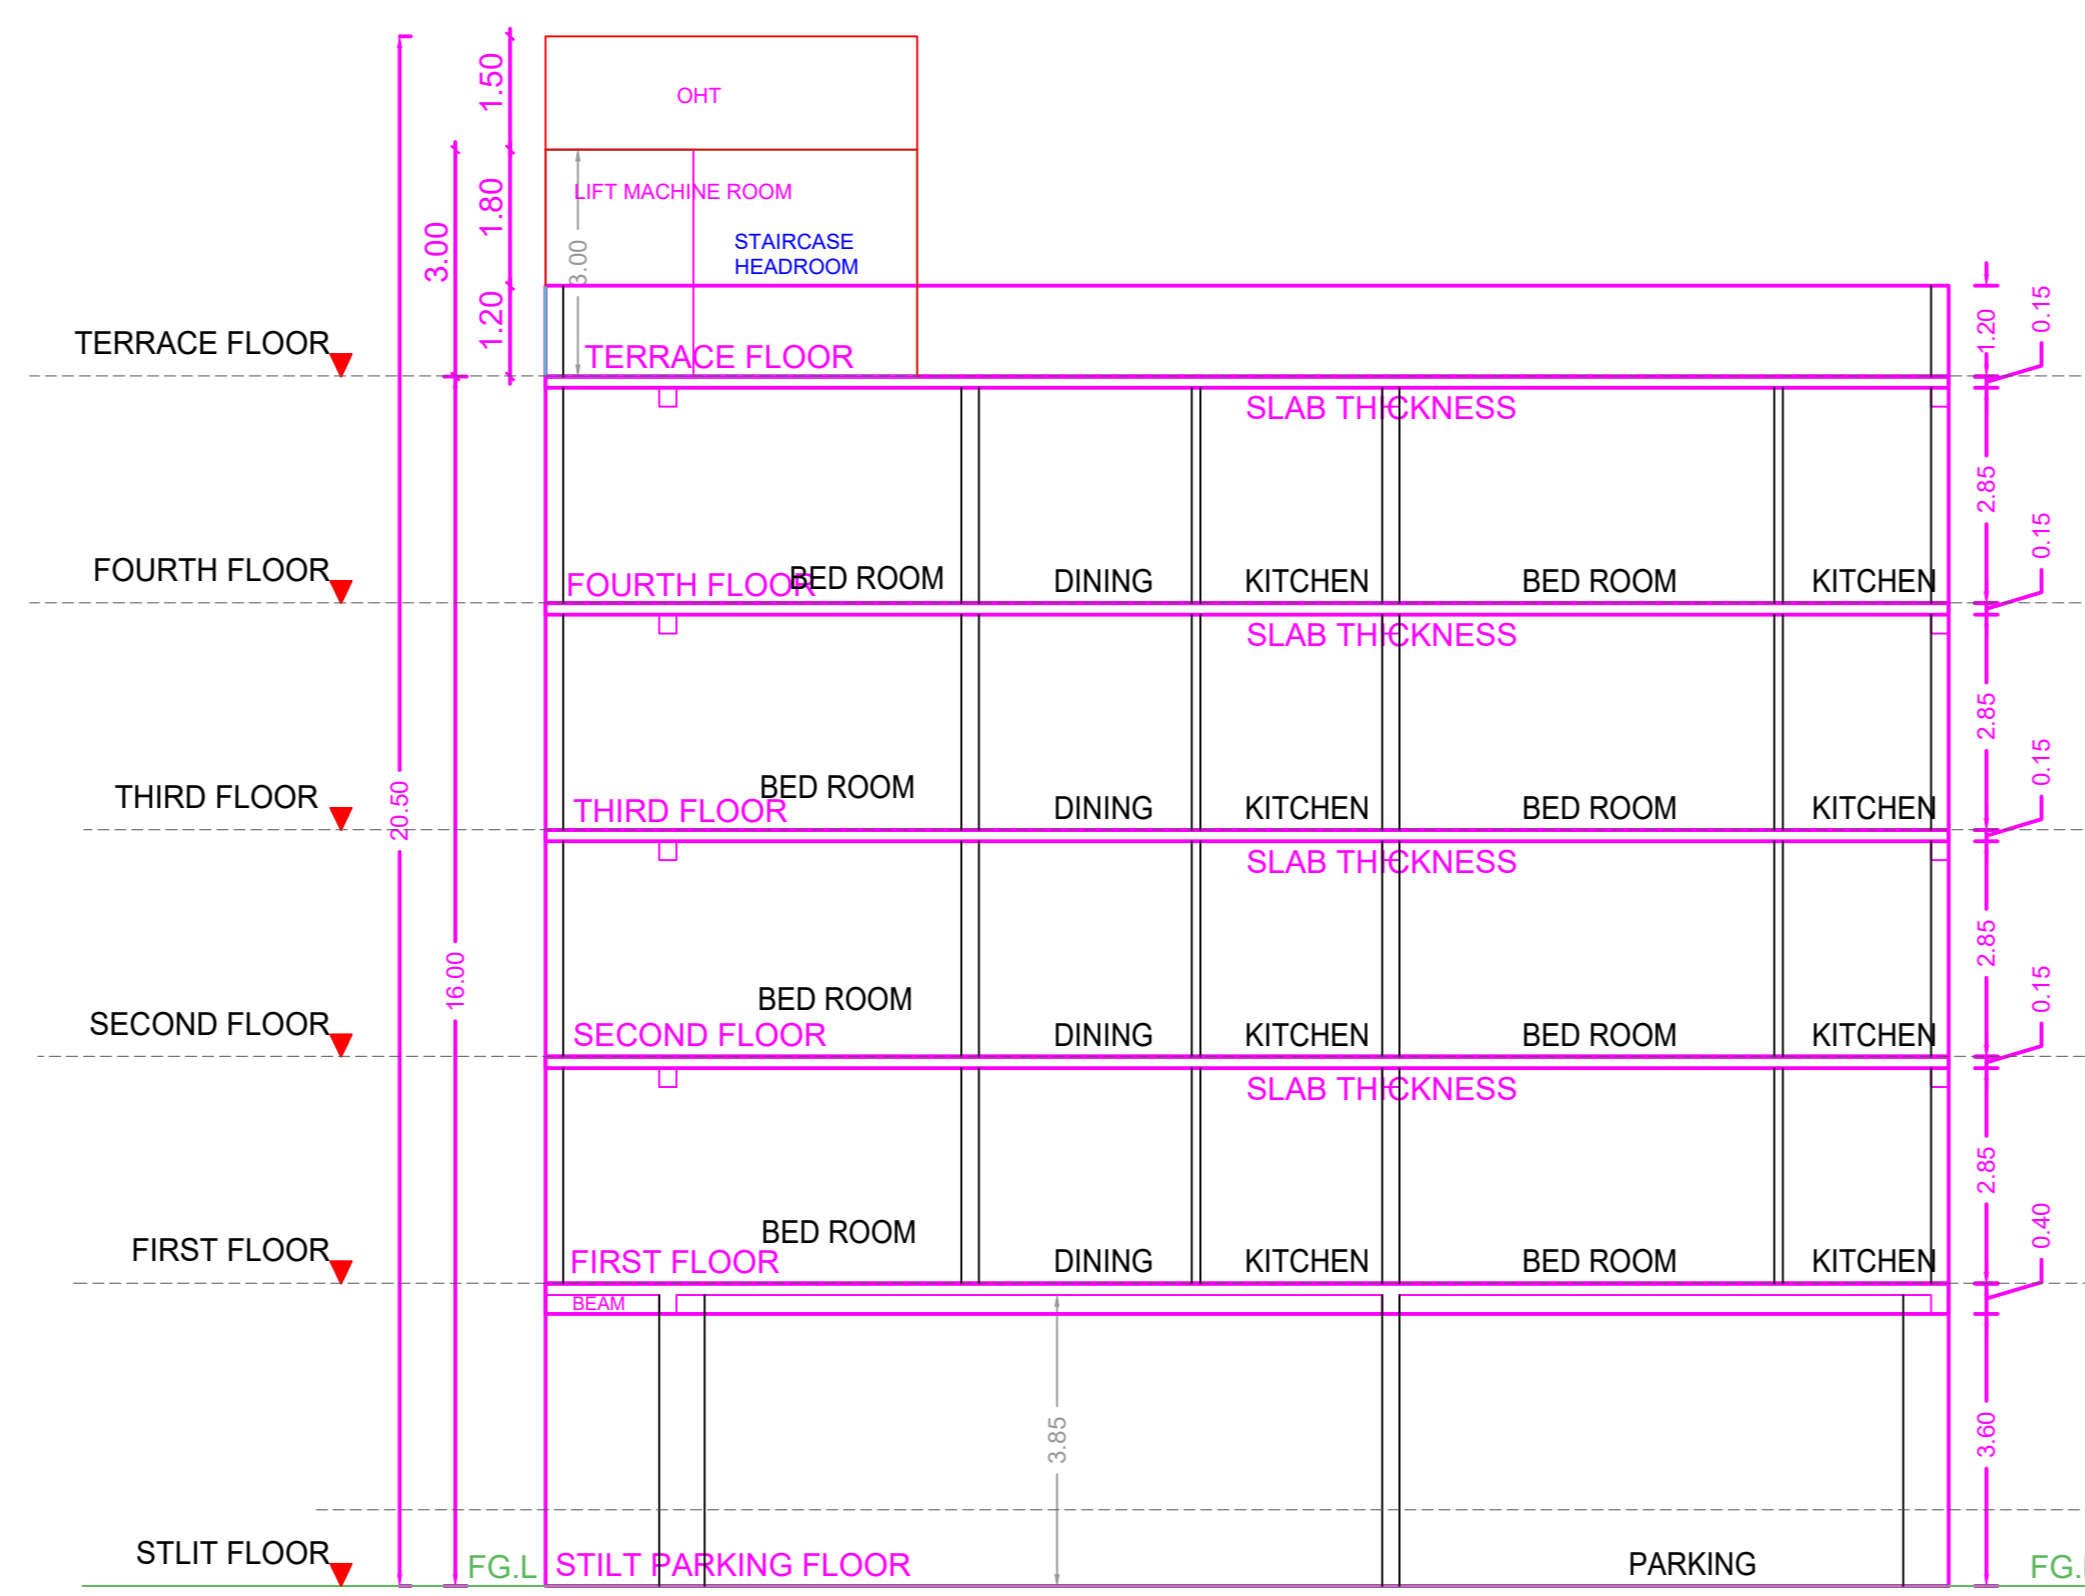 1.50
OHT
1.80
LIFT MACHINE ROOM
3.00
3.00
STAIRCASE
HEADROOM
1.20
1.20
0.15
TERRACE FLOOR
TERRACE FLOOR
SLAB THICKNESS
2.85
0.15
FOURTH FLOOR
FOURTH FLOOR
BED ROOM
DINING
KITCHEN
BED ROOM
KITCHEN
SLAB THICKNESS
2.85
0.15
20.50
THIRD FLOOR
THIRD FLOOR
BED ROOM
DINING
KITCHEN
BED ROOM
KITCHEN
SLAB THICKNESS
2.85
0.15
16.00
SECOND FLOOR
SECOND FLOOR
BED ROOM
DINING
KITCHEN
BED ROOM
KITCHEN
SLAB THICKNESS
2.85
0.40
FIRST FLOOR
FIRST FLOOR
BED ROOM
DINING
KITCHEN
BED ROOM
KITCHEN
BEAM
3.85
3.60
STLIT FLOOR
FG.L
STILT PARKING FLOOR
PARKING
FG.